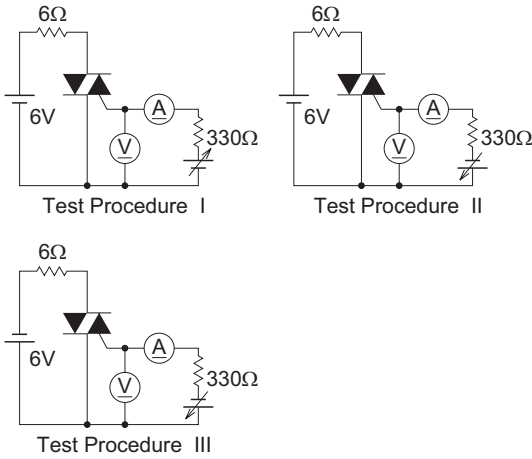 6Ω
6V
A
V
330Ω
Test Procedure I
6Ω
6V
A
V
330Ω
Test Procedure II
6Ω
6V
A
V
330Ω
Test Procedure III